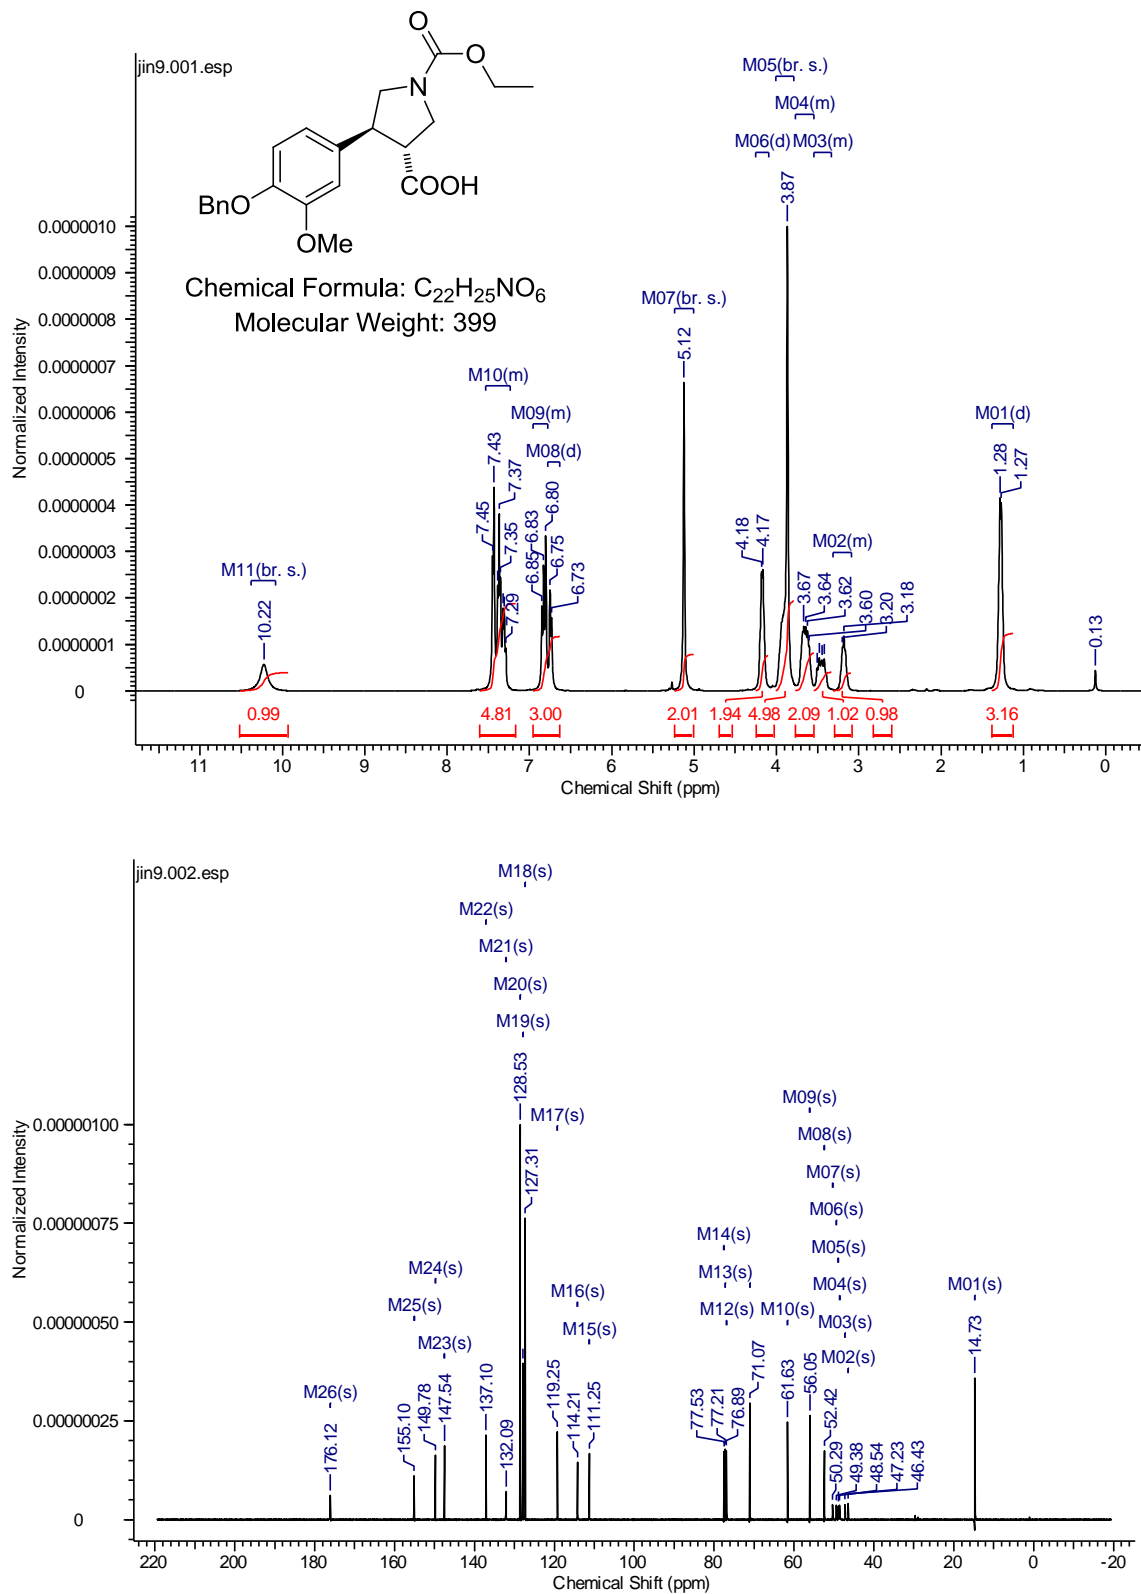 jin9.001.esp
O
O
N
COOH
BnO
OMe
Chemical Formula: C22H25NO6
Molecular Weight: 399
M05(br. s.)
M04(m)
M06(d) M03(m)
3.87
M07(br. s.)
5.12
M10(m)
M09(m)
M08(d)
M01(d)
7.45
7.43
7.37
7.35
7.29
6.85
6.83
6.80
6.75
6.73
4.18
4.17
M02(m)
3.67
3.64
3.62
3.60
3.20
3.18
1.28
1.27
M11(br. s.)
10.22
0.13
Normalized Intensity
0.0000010
0.0000009
0.0000008
0.0000007
0.0000006
0.0000005
0.0000004
0.0000003
0.0000002
0.0000001
0
0.99 4.81 3.00 2.01 1.94 4.98 2.09 1.02 0.98 3.16
11 10 9 8 7 6 5 4 3 2 1 0
Chemical Shift (ppm)
jin9.002.esp
M18(s)
M22(s)
M21(s)
M20(s)
M19(s)
128.53
M17(s)
127.31
M09(s)
M08(s)
M07(s)
M06(s)
M14(s)
M05(s)
M24(s)
M13(s)
M25(s)
M16(s)
M04(s)
M01(s)
M23(s)
M15(s)
M12(s) M10(s)
M03(s)
M02(s)
M26(s)
176.12
155.10
149.78
147.54
137.10
132.09
119.25
114.21
111.25
77.53
77.21
76.89
71.07
61.63
56.05
52.42
50.29
49.38
48.54
47.23
46.43
14.73
Normalized Intensity
0.00000100
0.00000075
0.00000050
0.00000025
0
220 200 180 160 140 120 100 80 60 40 20 0 -20
Chemical Shift (ppm)